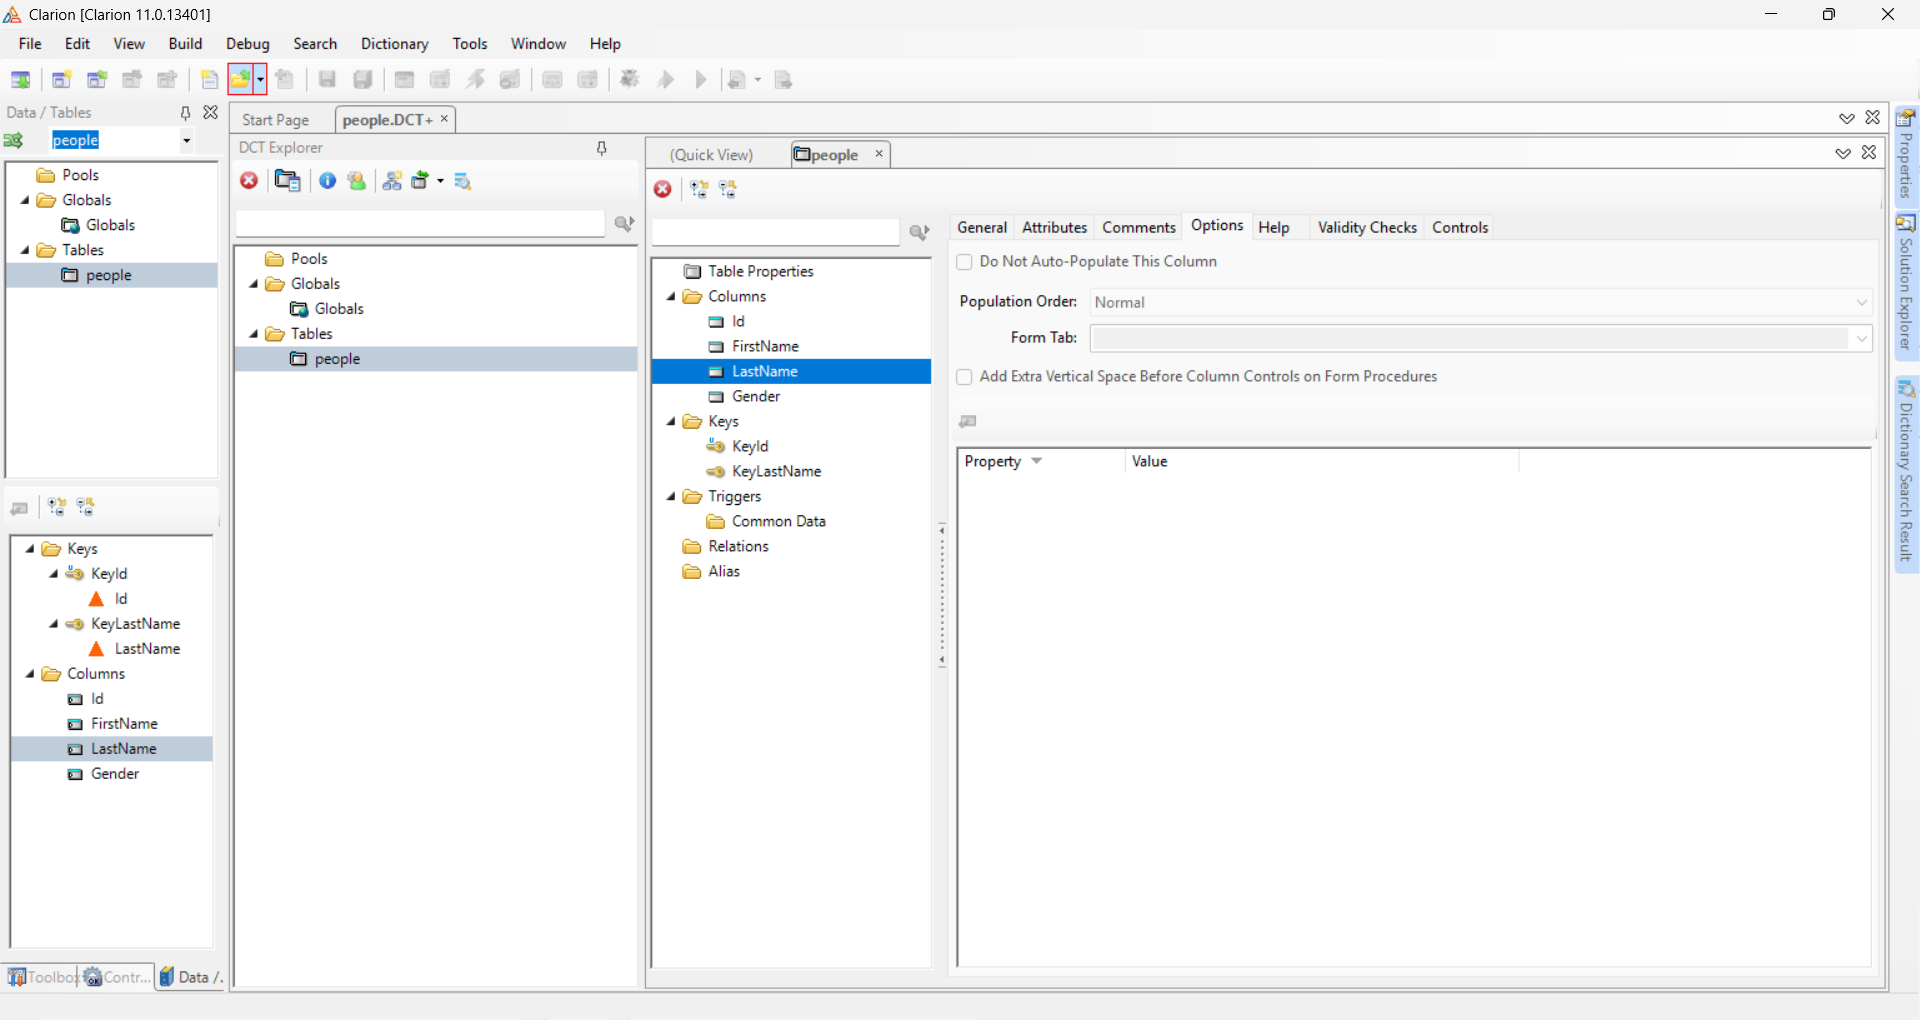 Clarion [Clarion 11.0.13401]
File Edit View Build Debug Search Dictionary Tools Window Help
Data / Tables
people
Pools
Globals
Globals
Tables
people
Keys
KeyId
Id
KeyLastName
LastName
Columns
Id
FirstName
LastName
Gender
Toolbox Contr... Data /.
Start Page people.DCT+
DCT Explorer
Pools
Globals
Globals
Tables
people
(Quick View) people
Table Properties
Columns
Id
FirstName
LastName
Gender
Keys
KeyId
KeyLastName
Triggers
Common Data
Relations
Alias
General Attributes Comments Options Help Validity Checks Controls
Do Not Auto-Populate This Column
Population Order: Normal
Form Tab:
Add Extra Vertical Space Before Column Controls on Form Procedures
Property Value
Properties
Solution Explorer
Dictionary Search Result